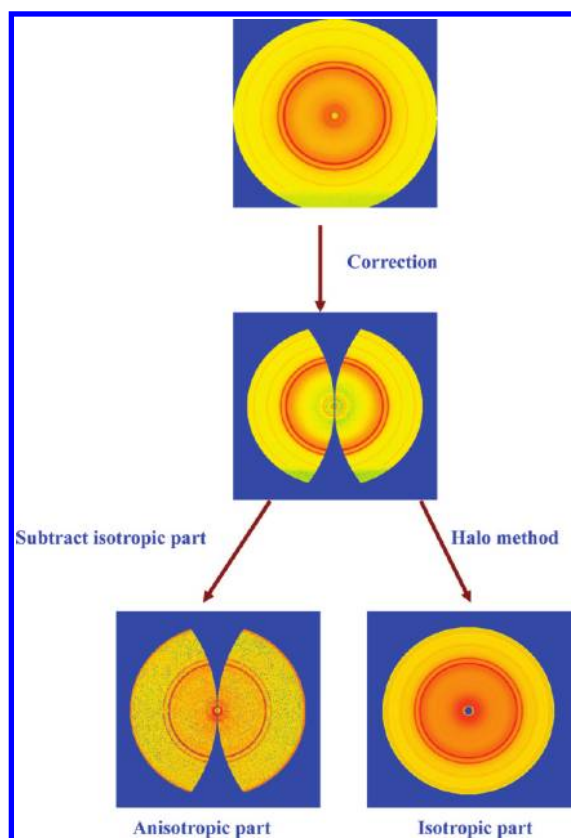 Correction
Subtract isotropic part
Halo method
Anisotropic part
Isotropic part